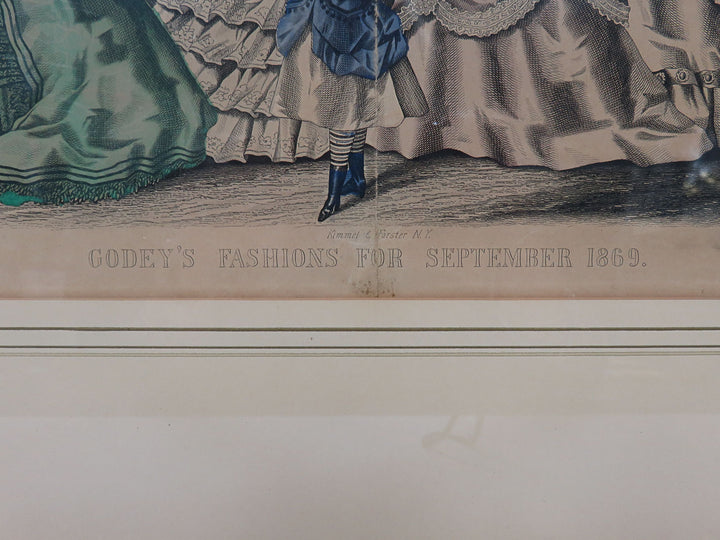 Kimmel & Forster N.Y.
GODEY'S FASHIONS FOR SEPTEMBER 1869.